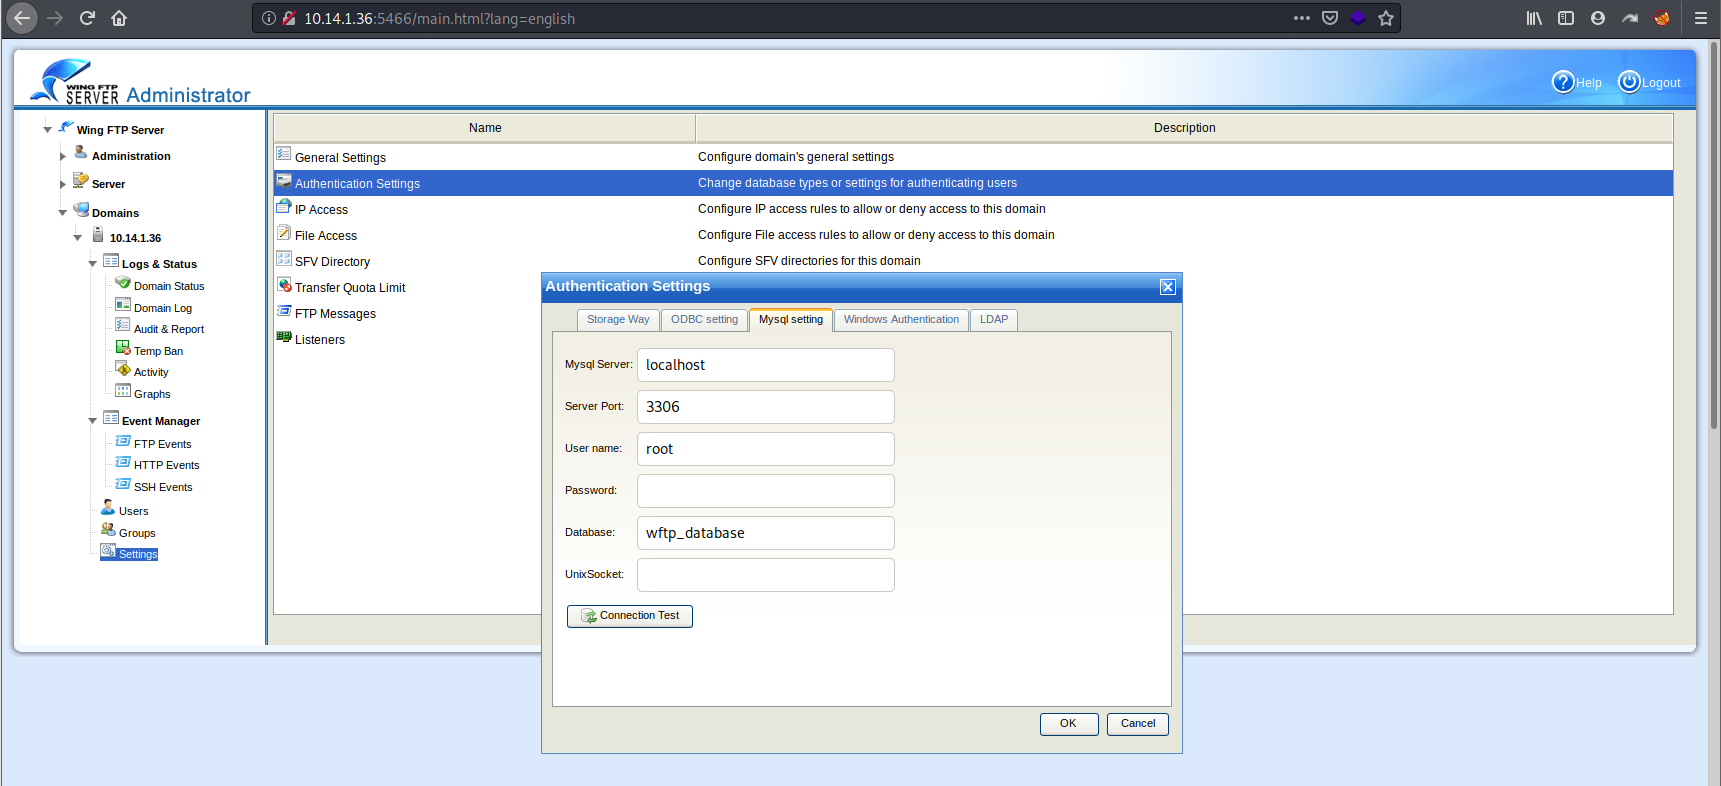 10.14.1.36:5466/main.html?lang=english
WING FTP
SERVER Administrator
Help Logout
Wing FTP Server
Administration
Server
Domains
10.14.1.36
Logs & Status
Domain Status
Domain Log
Audit & Report
Temp Ban
Activity
Graphs
Event Manager
FTP Events
HTTP Events
SSH Events
Users
Groups
Settings
Name Description
General Settings Configure domain's general settings
Authentication Settings Change database types or settings for authenticating users
IP Access Configure IP access rules to allow or deny access to this domain
File Access Configure File access rules to allow or deny access to this domain
SFV Directory Configure SFV directories for this domain
Transfer Quota Limit
FTP Messages
Listeners
Authentication Settings
Storage Way ODBC setting Mysql setting Windows Authentication LDAP
Mysql Server: localhost
Server Port: 3306
User name: root
Password:
Database: wftp_database
UnixSocket:
Connection Test
OK Cancel